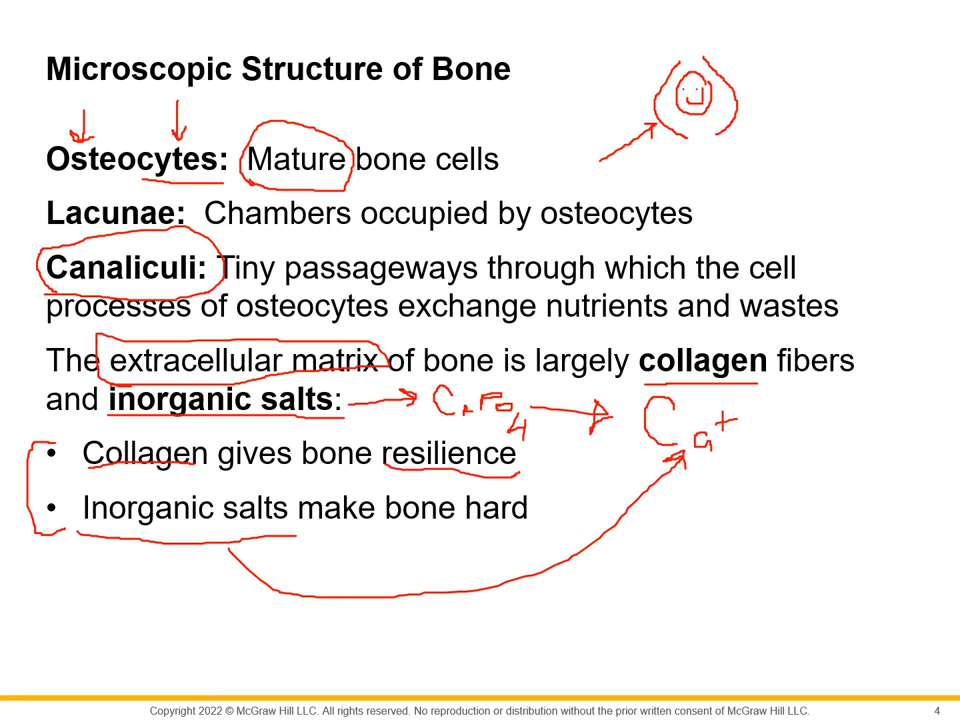 Microscopic Structure of Bone
Osteocytes: Mature bone cells
Lacunae: Chambers occupied by osteocytes
Canaliculi: Tiny passageways through which the cell
processes of osteocytes exchange nutrients and wastes
The extracellular matrix of bone is largely collagen fibers
and inorganic salts: CaPO4 Ca+
• Collagen gives bone resilience
• Inorganic salts make bone hard
Copyright 2022 © McGraw Hill LLC. All rights reserved. No reproduction or distribution without the prior written consent of McGraw Hill LLC. 4